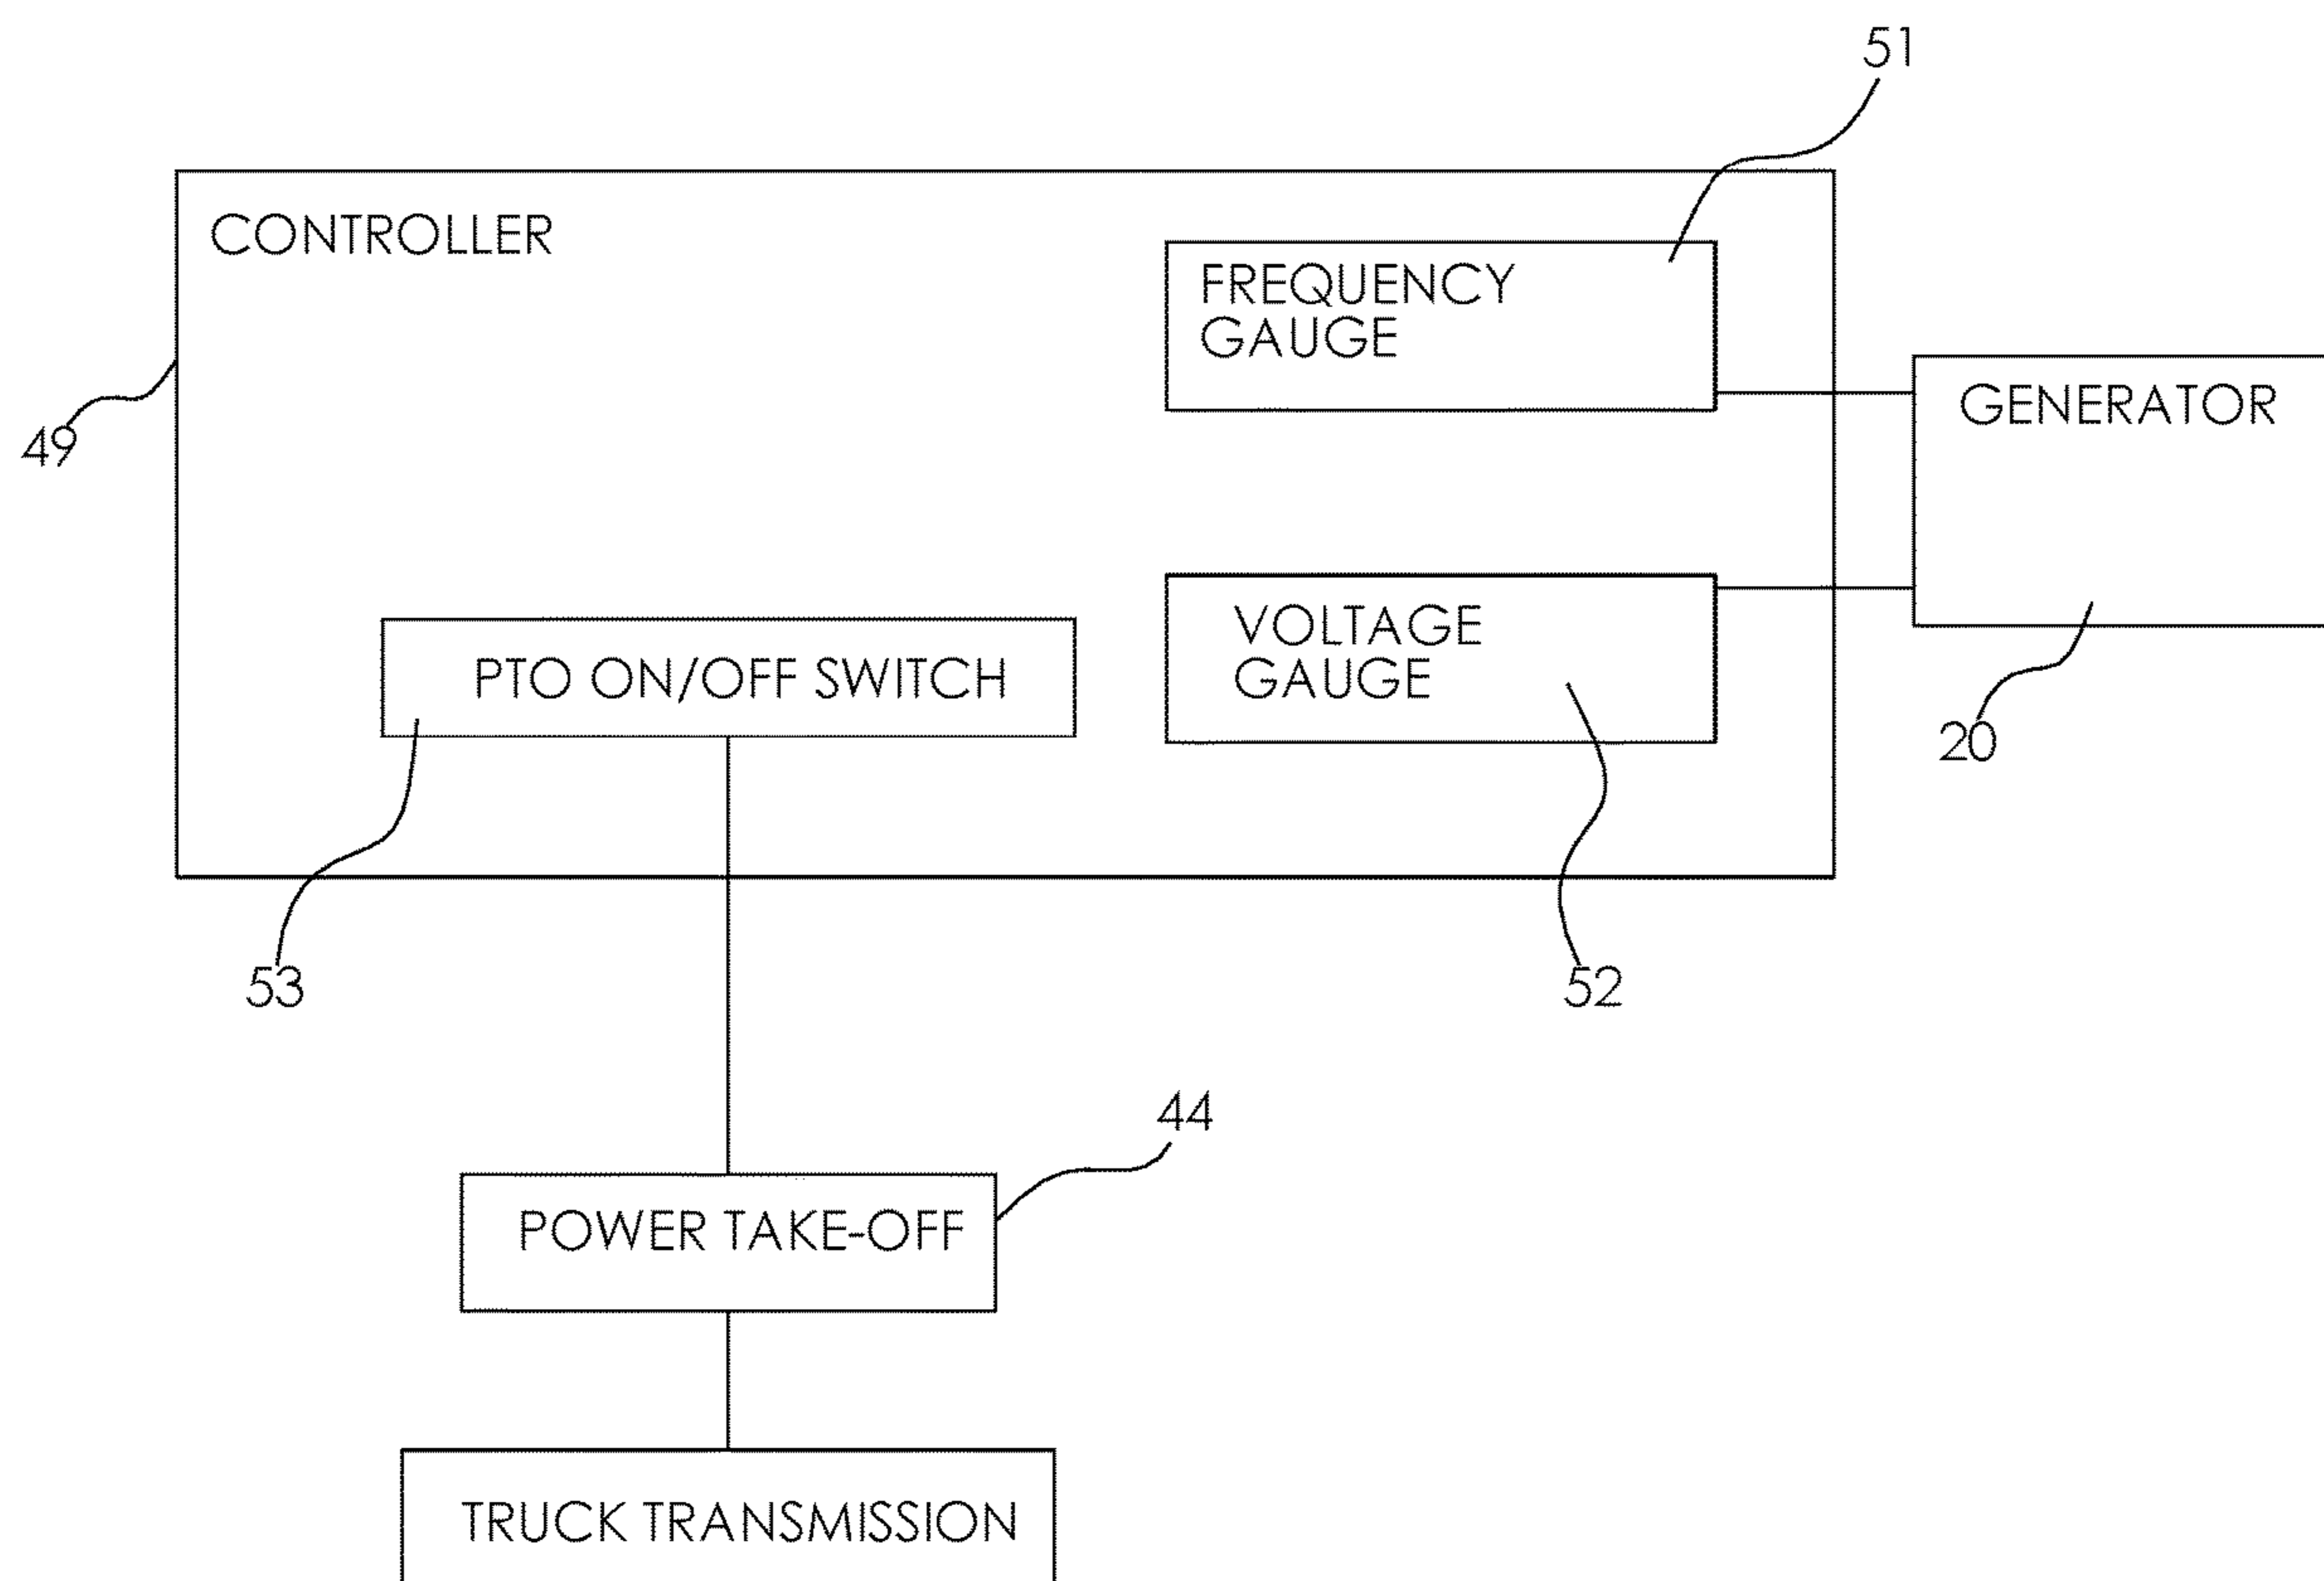 51
CONTROLLER
FREQUENCY
GAUGE
GENERATOR
49
VOLTAGE
GAUGE
PTO ON/OFF SWITCH
20
53
52
44
POWER TAKE-OFF
TRUCK TRANSMISSION